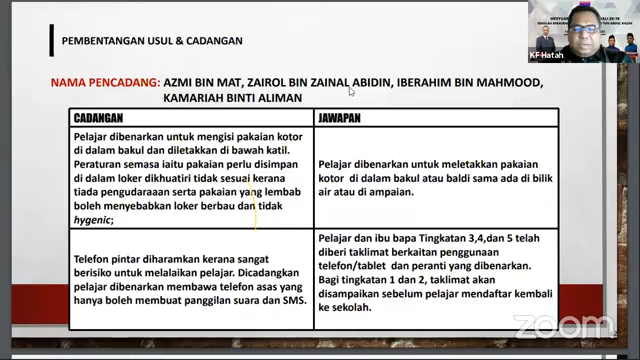 MESYUARAT
KALI KE-18
KF Hatah
PEMBENTANGAN USUL & CADANGAN
NAMA PENCADANG: AZMI BIN MAT, ZAIROL BIN ZAINAL ABIDIN, IBERAHIM BIN MAHMOOD,
KAMARIAH BINTI ALIMAN
CADANGAN
JAWAPAN
Pelajar dibenarkan untuk mengisi pakaian kotor
di dalam bakul dan diletakkan di bawah katil.
Peraturan semasa iaitu pakaian perlu disimpan
di dalam loker dikhuatiri tidak sesuai kerana
tiada pengudaraaan serta pakaian yang lembab
boleh menyebabkan loker berbau dan tidak
hygenic;
Pelajar dibenarkan untuk meletakkan pakaian
kotor di dalam bakul atau baldi sama ada di bilik
air atau di ampaian.
Telefon pintar diharamkan kerana sangat
berisiko untuk melalaikan pelajar. Dicadangkan
pelajar dibenarkan membawa telefon asas yang
hanya boleh membuat panggilan suara dan SMS.
Pelajar dan ibu bapa Tingkatan 3,4,dan 5 telah
diberi taklimat berkaitan penggunaan
telefon/tablet dan peranti yang dibenarkan.
Bagi tingkatan 1 dan 2, taklimat akan
disampaikan sebelum pelajar mendaftar kembali
ke sekolah.
zoom